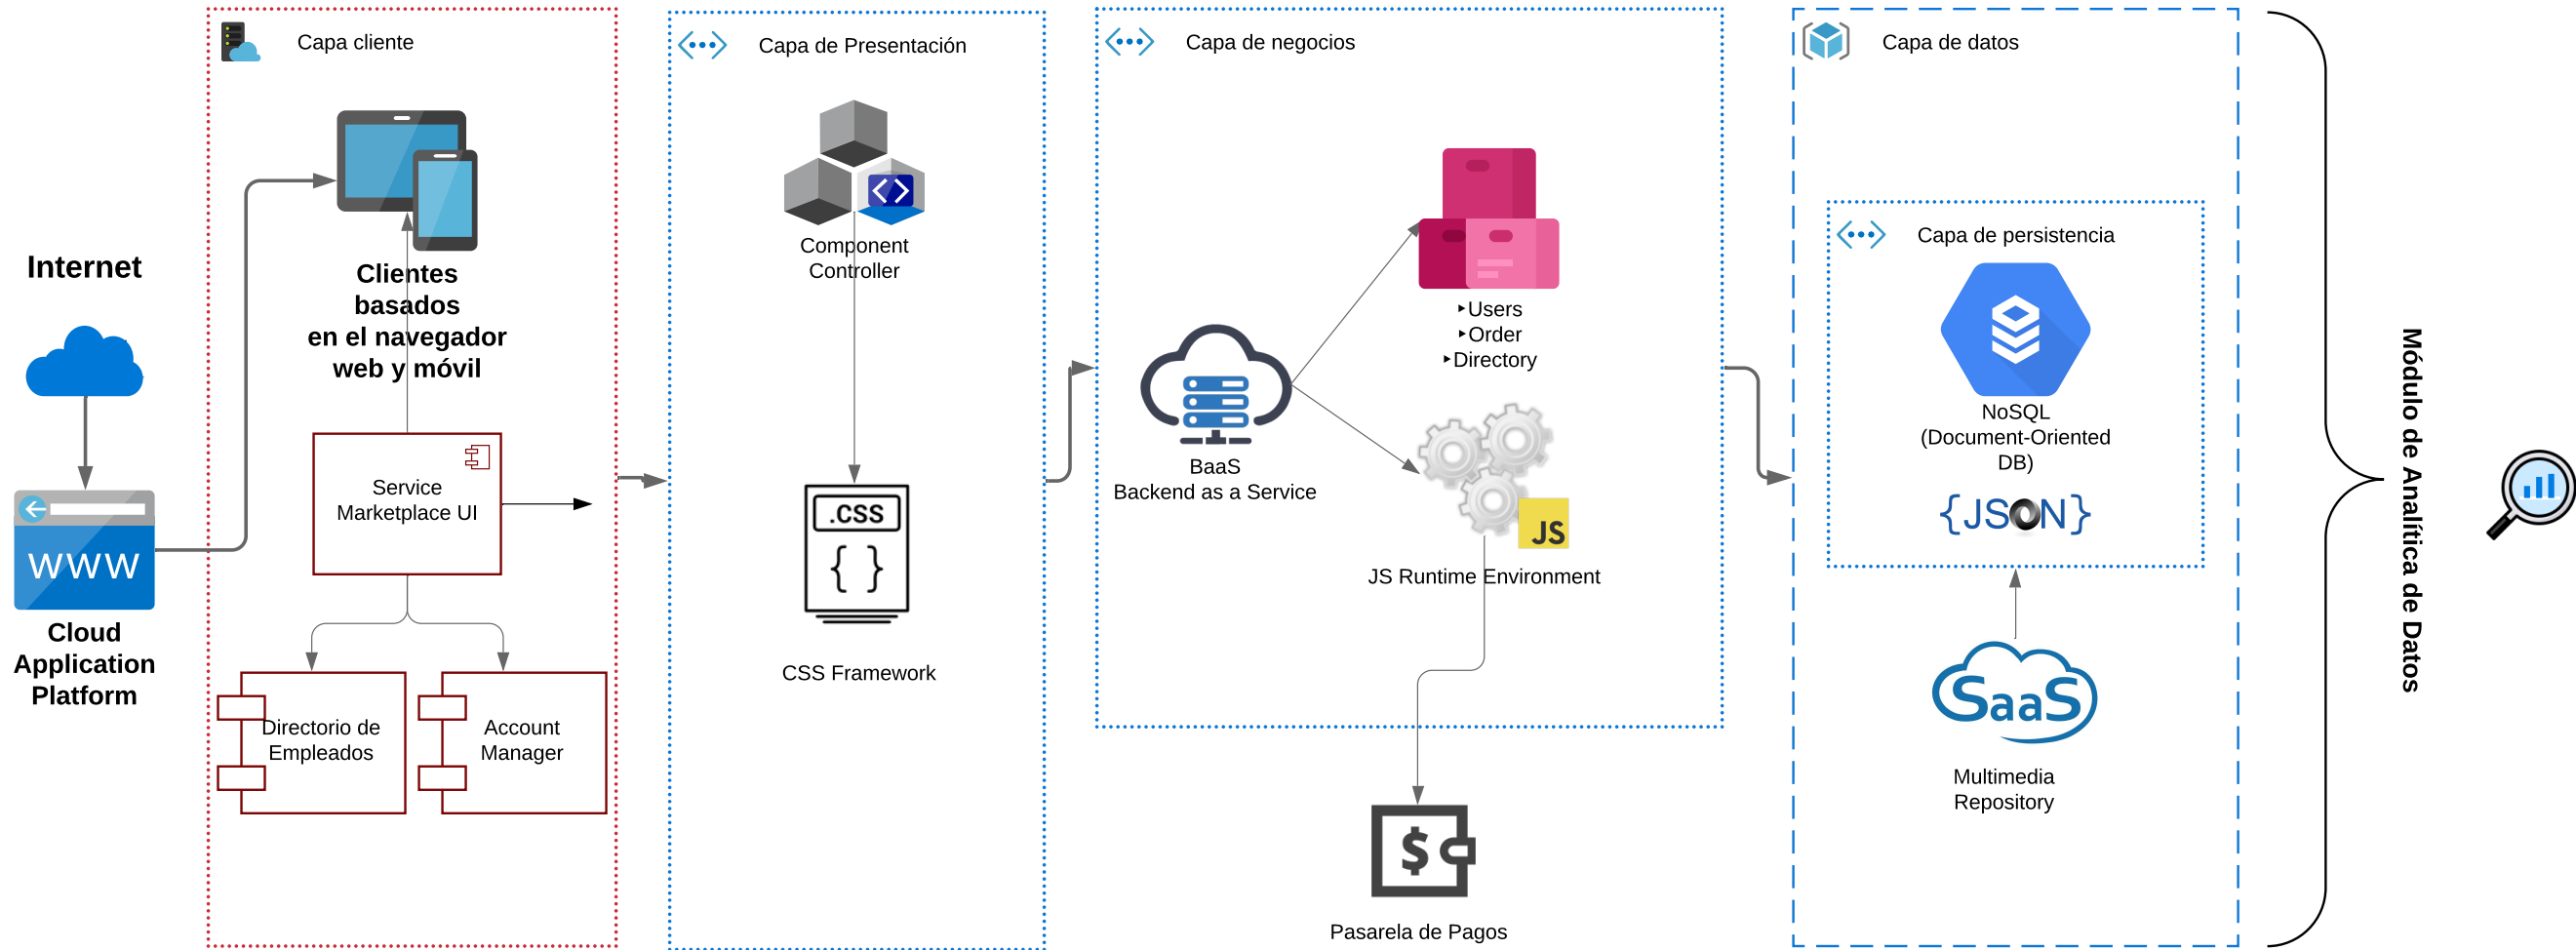 Internet
WWW
Cloud
Application
Platform
Capa cliente
Clientes
basados
en el navegador
web y móvil
Service
Marketplace UI
Directorio de
Empleados
Account
Manager
Capa de Presentación
Component
Controller
.CSS
{ }
CSS Framework
Capa de negocios
BaaS
Backend as a Service
‣Users
‣Order
‣Directory
JS
JS Runtime Environment
Pasarela de Pagos
$
Capa de datos
Capa de persistencia
NoSQL
(Document-Oriented
DB)
{JSON}
SaaS
Multimedia
Repository
Módulo de Analítica de Datos